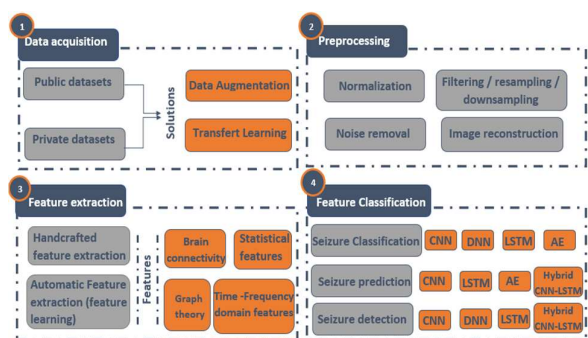 1
Data acquisition
Public datasets
Private datasets
Solutions
Data Augmentation
Transfert Learning
2
Preprocessing
Normalization
Filtering / resampling /
downsampling
Noise removal
Image reconstruction
3
Feature extraction
Handcrafted
feature extraction
Automatic Feature
extraction (feature
learning)
Features
Brain
connectivity
Statistical
features
Graph
theory
Time -Frequency
domain features
4
Feature Classification
Seizure Classification
CNN
DNN
LSTM
AE
Seizure prediction
CNN
LSTM
AE
Hybrid
CNN-LSTM
Seizure detection
CNN
DNN
LSTM
Hybrid
CNN-LSTM